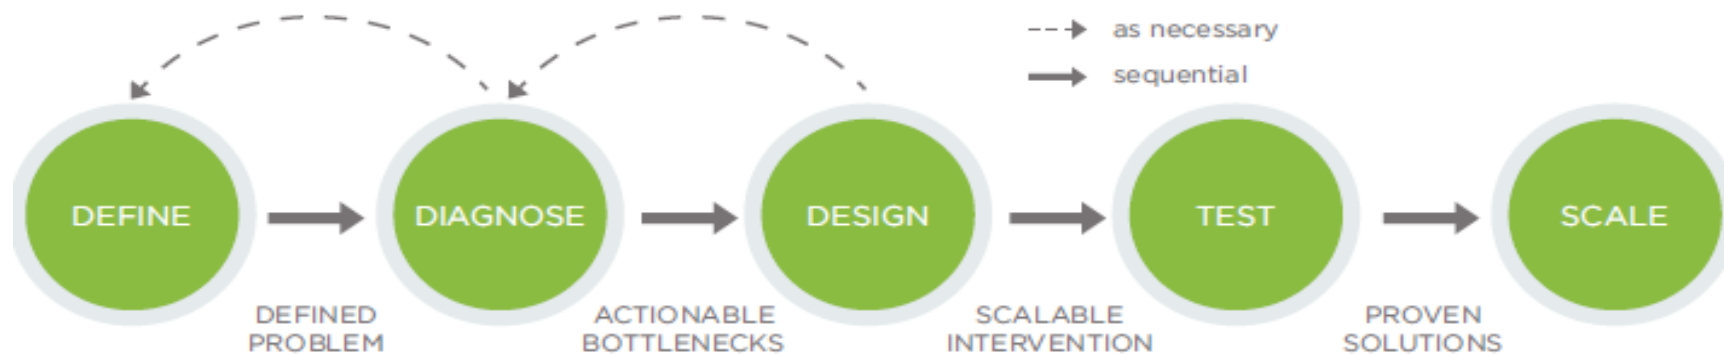 as necessary
sequential
DEFINE
DIAGNOSE
DESIGN
TEST
SCALE
DEFINED
PROBLEM
ACTIONABLE
BOTTLENECKS
SCALABLE
INTERVENTION
PROVEN
SOLUTIONS